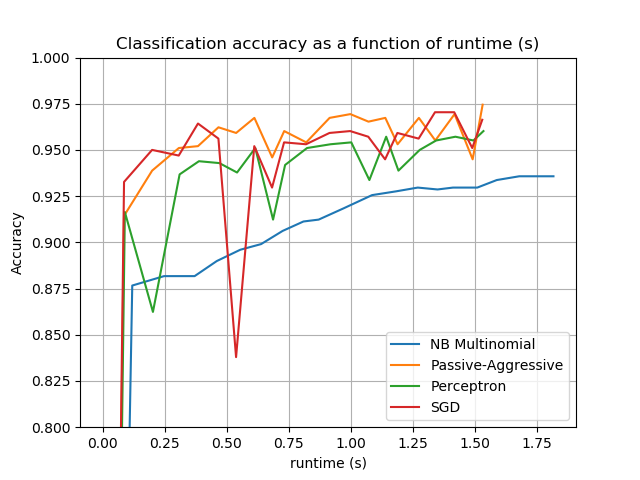 Classification accuracy as a function of runtime (s)
1.000
0.975
0.950
0.925
0.900
0.875
0.850
0.825
0.800
Accuracy
NB Multinomial
Passive-Aggressive
Perceptron
SGD
0.00 0.25 0.50 0.75 1.00 1.25 1.50 1.75
runtime (s)